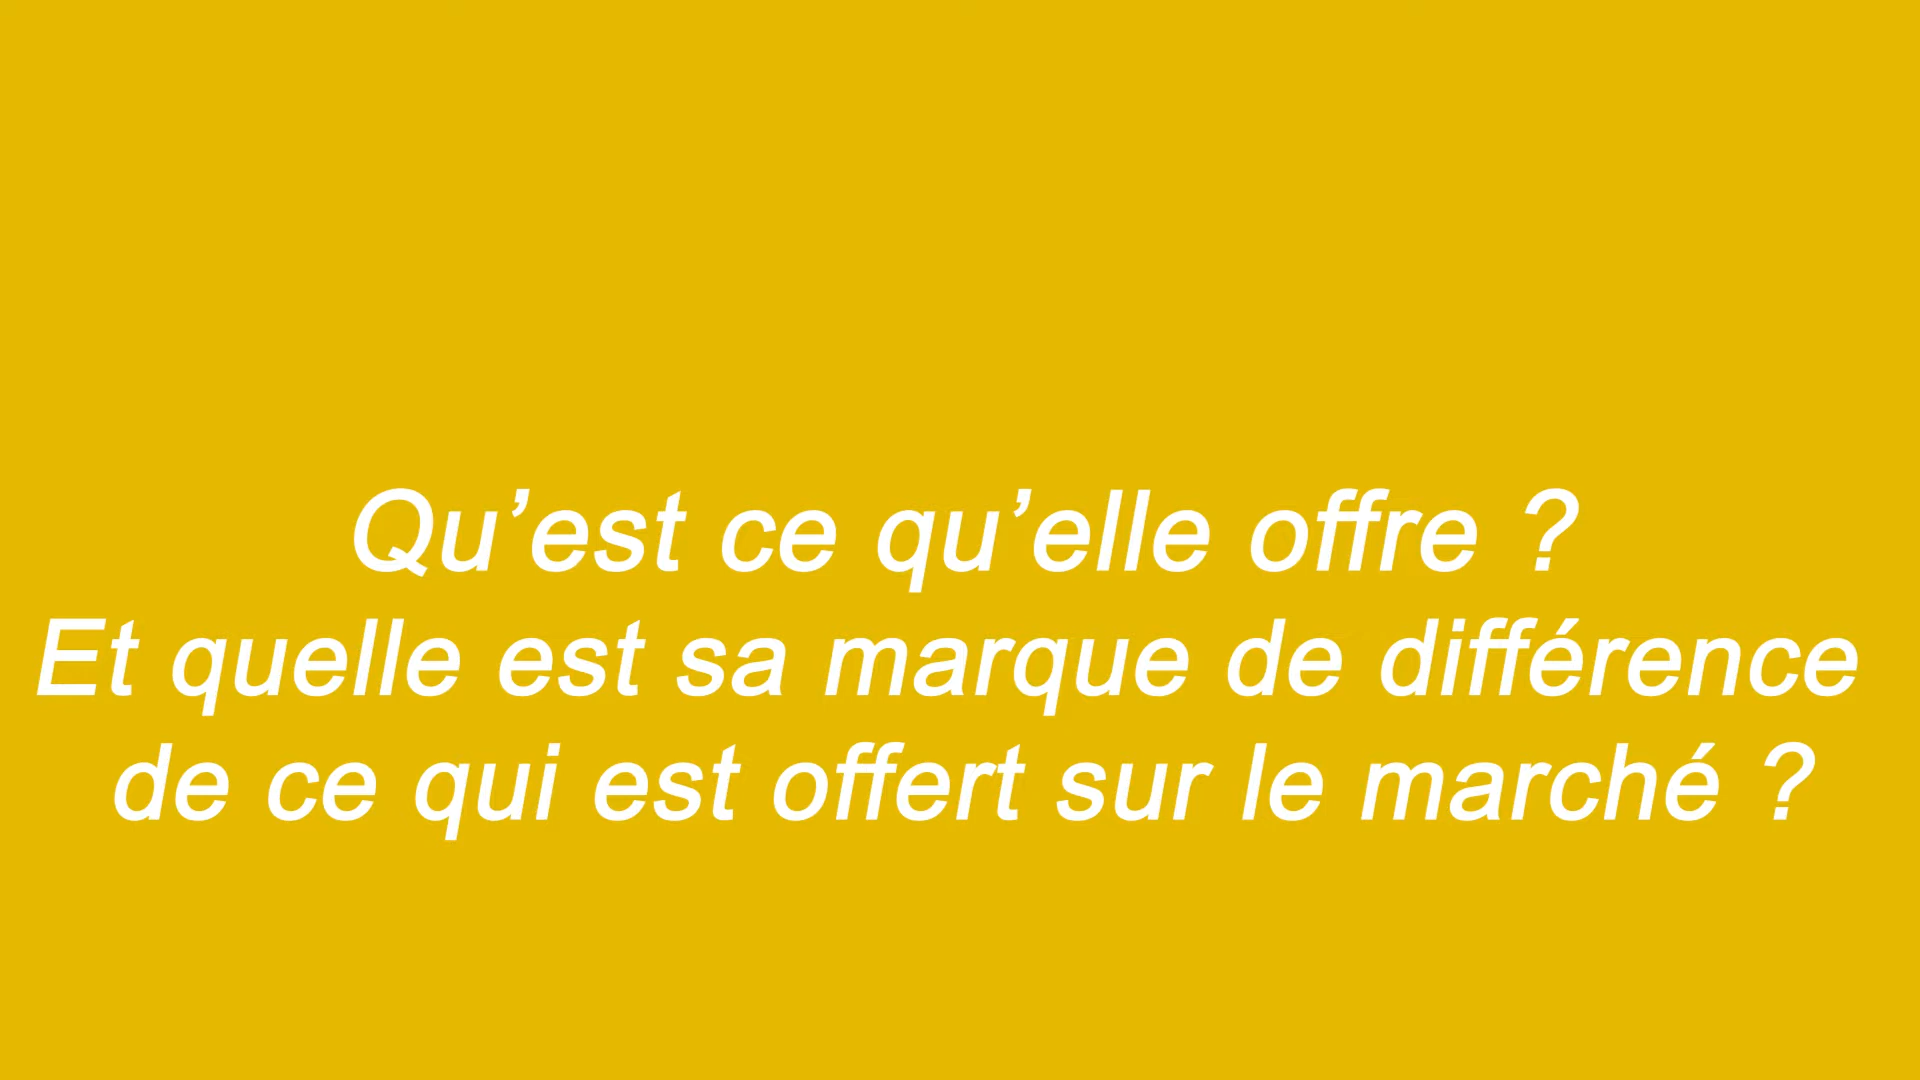 Qu’est ce qu’elle offre ?
Et quelle est sa marque de différence
de ce qui est offert sur le marché ?